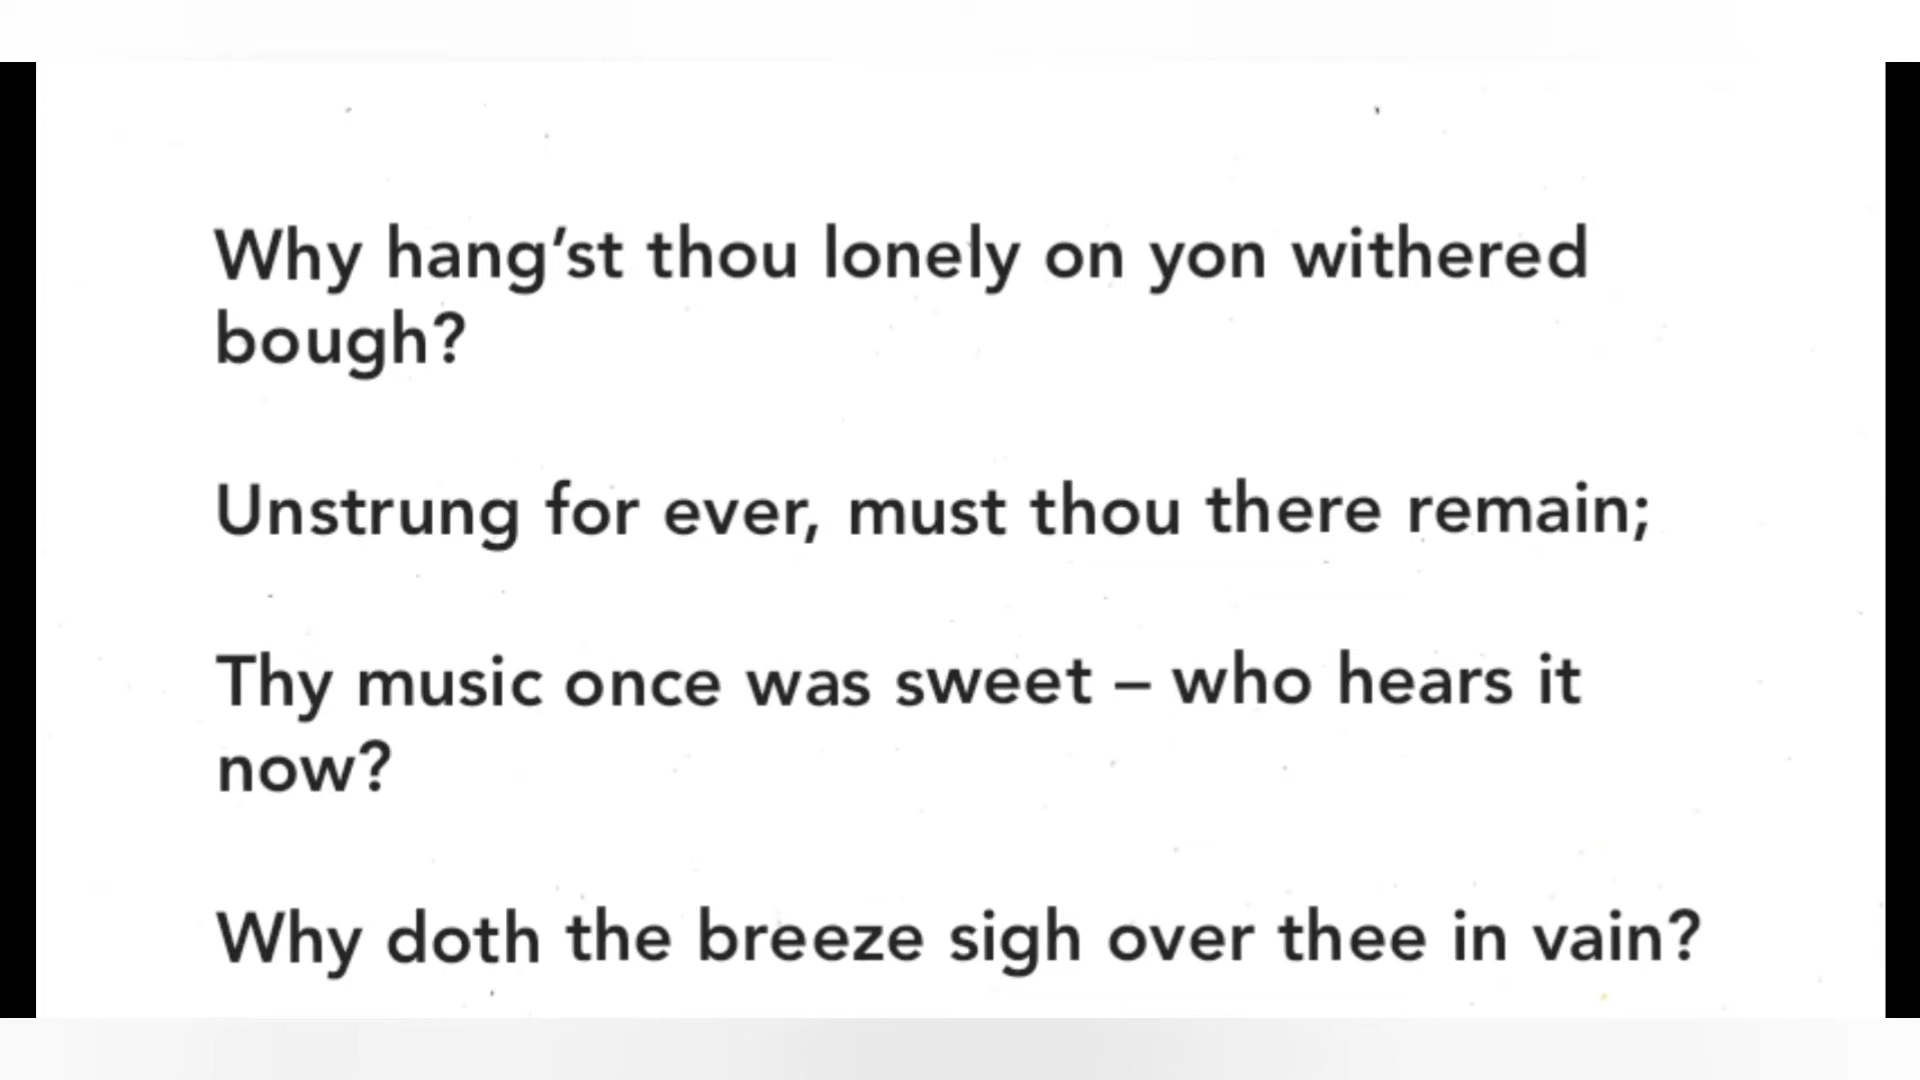 Why hang’st thou lonely on yon withered
bough?
Unstrung for ever, must thou there remain;
Thy music once was sweet – who hears it
now?
Why doth the breeze sigh over thee in vain?